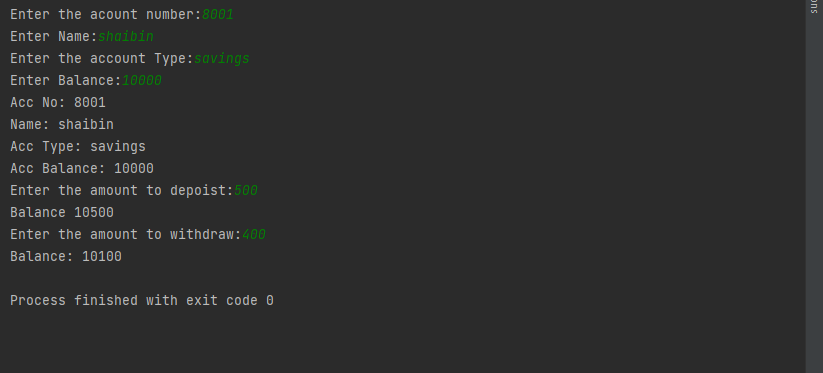 Enter the acount number:8001
Enter Name:shaibin
Enter the account Type:savings
Enter Balance:10000
Acc No: 8001
Name: shaibin
Acc Type: savings
Acc Balance: 10000
Enter the amount to depoist:500
Balance 10500
Enter the amount to withdraw:400
Balance: 10100
Process finished with exit code 0